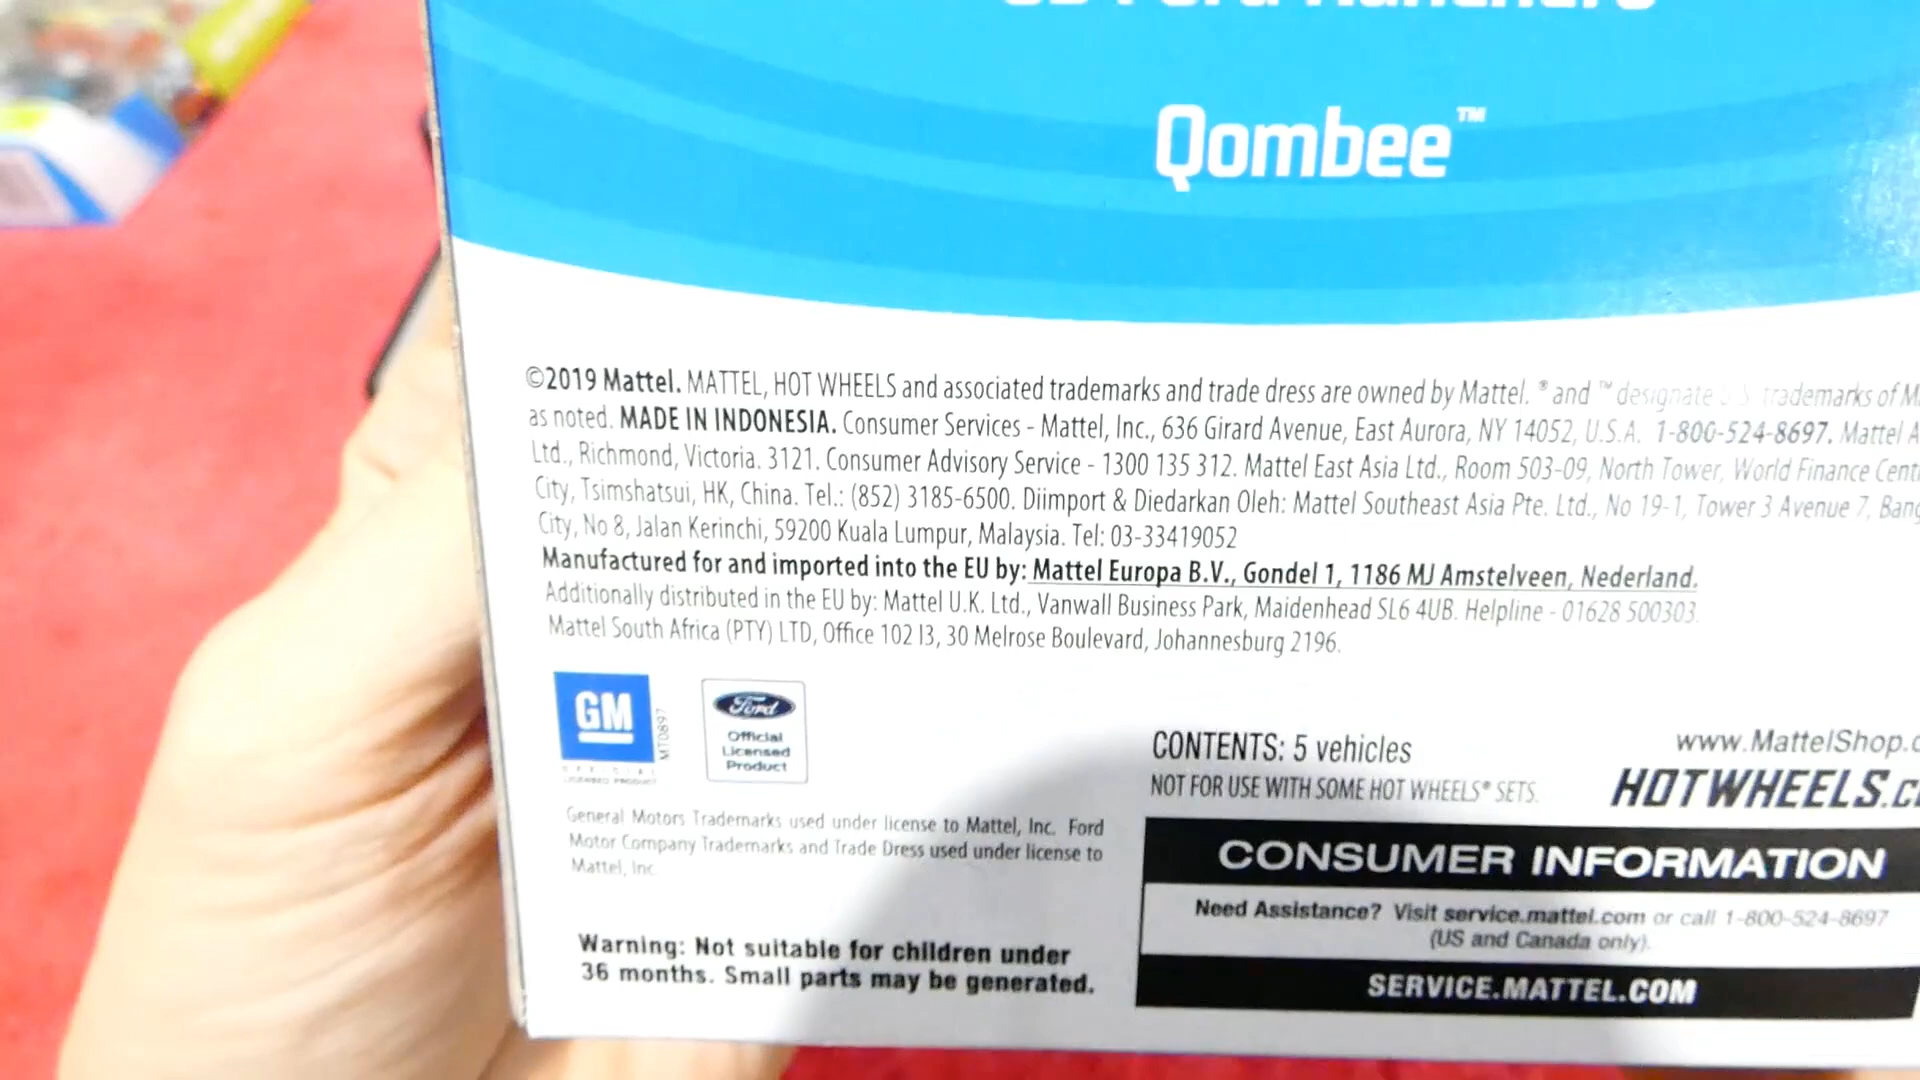 Ford
Qombee™
©2019 Mattel. MATTEL, HOT WHEELS and associated trademarks and trade dress are owned by Mattel. ® and ™ designate U.S. trademarks of
as noted. MADE IN INDONESIA. Consumer Services - Mattel, Inc., 636 Girard Avenue, East Aurora, NY 14052, U.S.A. 1-800-524-8697. Mattel
Ltd., Richmond, Victoria. 3121. Consumer Advisory Service - 1300 135 312. Mattel East Asia Ltd., Room 503-09, North Tower, World Finance
City, Tsimshatsui, HK, China. Tel.: (852) 3185-6500. Diimport & Diedarkan Oleh: Mattel Southeast Asia Pte. Ltd., No 19-1, Tower 3 Avenue 7,
City, No 8, Jalan Kerinchi, 59200 Kuala Lumpur, Malaysia. Tel: 03-33419052
Manufactured for and imported into the EU by: Mattel Europa B.V., Gondel 1, 1186 MJ Amstelveen, Nederland.
Additionally distributed in the EU by: Mattel U.K. Ltd., Vanwall Business Park, Maidenhead SL6 4UB. Helpline - 01628 500303.
Mattel South Africa (PTY) LTD, Office 102 I3, 30 Melrose Boulevard, Johannesburg 2196.
GM
OFFICIAL
LICENSED PRODUCT
MT0897
Ford
Official
Licensed
Product
General Motors Trademarks used under license to Mattel, Inc. Ford
Motor Company Trademarks and Trade Dress used under license to
Mattel, Inc.
Warning: Not suitable for children under
36 months. Small parts may be generated.
CONTENTS: 5 vehicles
NOT FOR USE WITH SOME HOT WHEELS® SETS.
www.MattelShop.c
HOTWHEELS.C
CONSUMER INFORMATION
Need Assistance? Visit service.mattel.com or call 1-800-524-8697
(US and Canada only).
SERVICE.MATTEL.COM